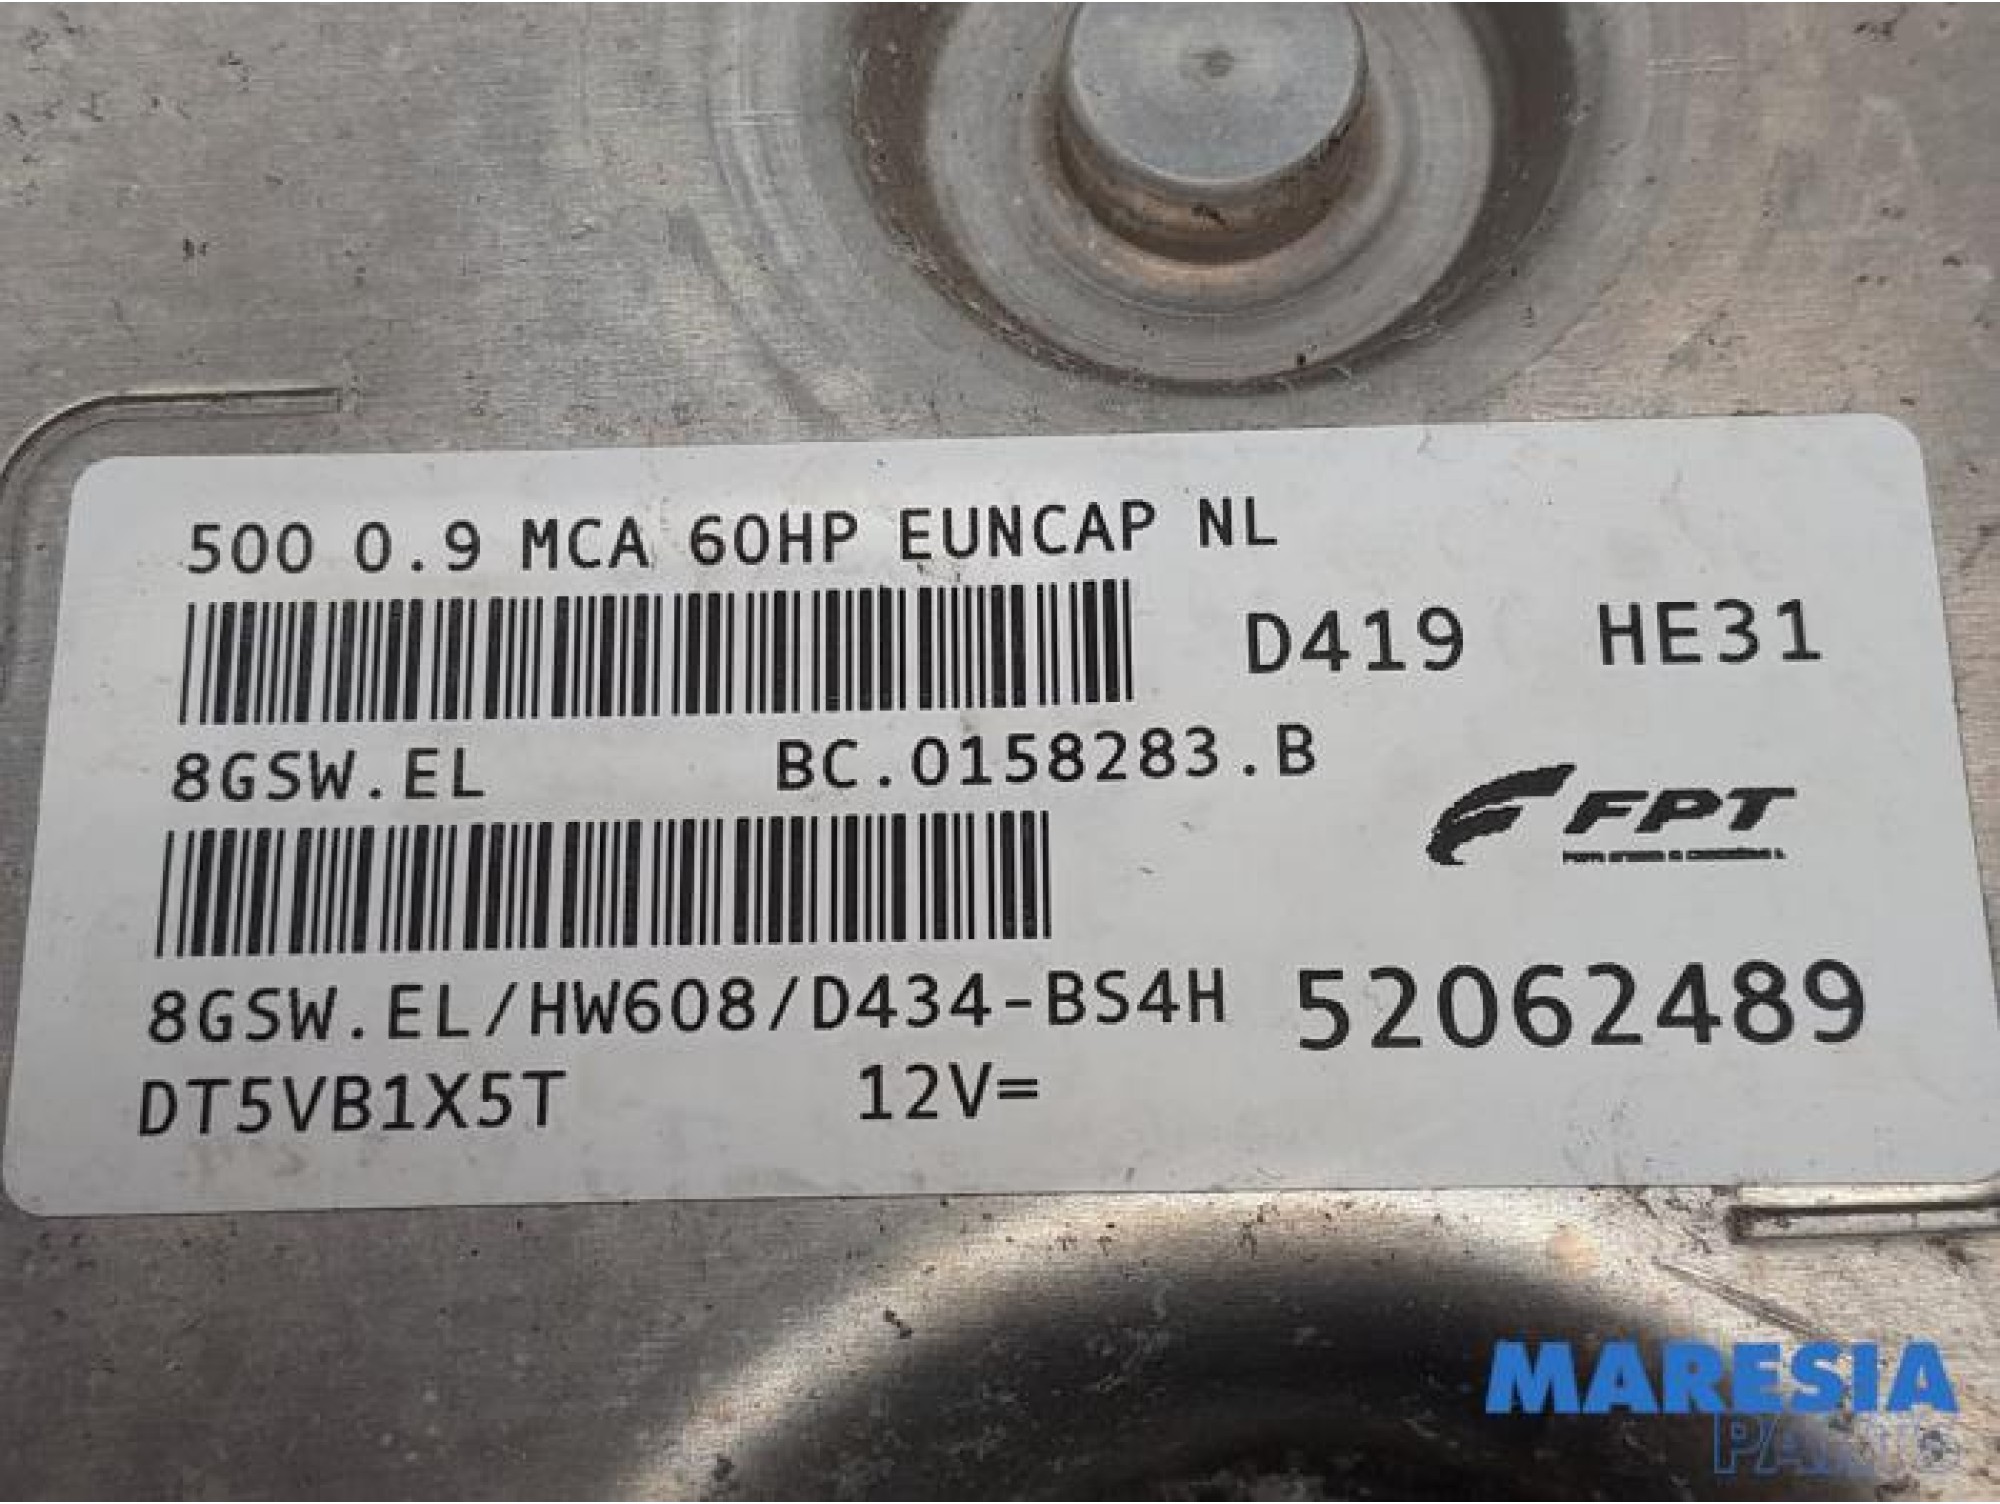 500 0.9 MCA 60HP EUNCAP NL
D419 HE31
8GSW.EL BC.0158283.B
FPT
8GSW.EL/HW608/D434-BS4H 52062489
DT5VB1X5T 12V=
MARESIA
PARTS